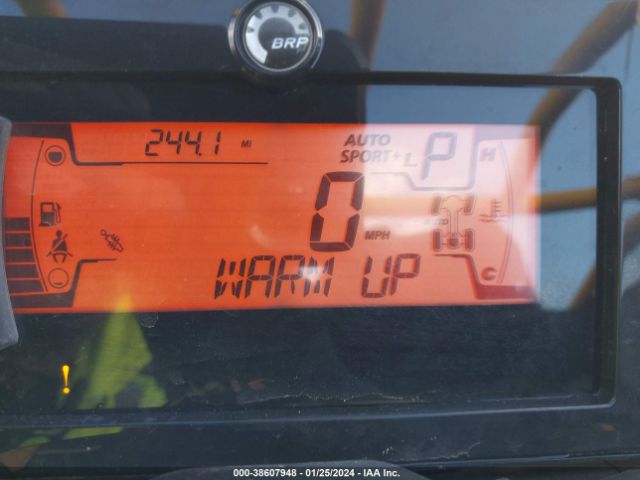 BRP
244.1 MI
AUTO
SPORT+ L P H
0 MPH
WARM UP C
000-38607948 - 01/25/2024 - IAA Inc.